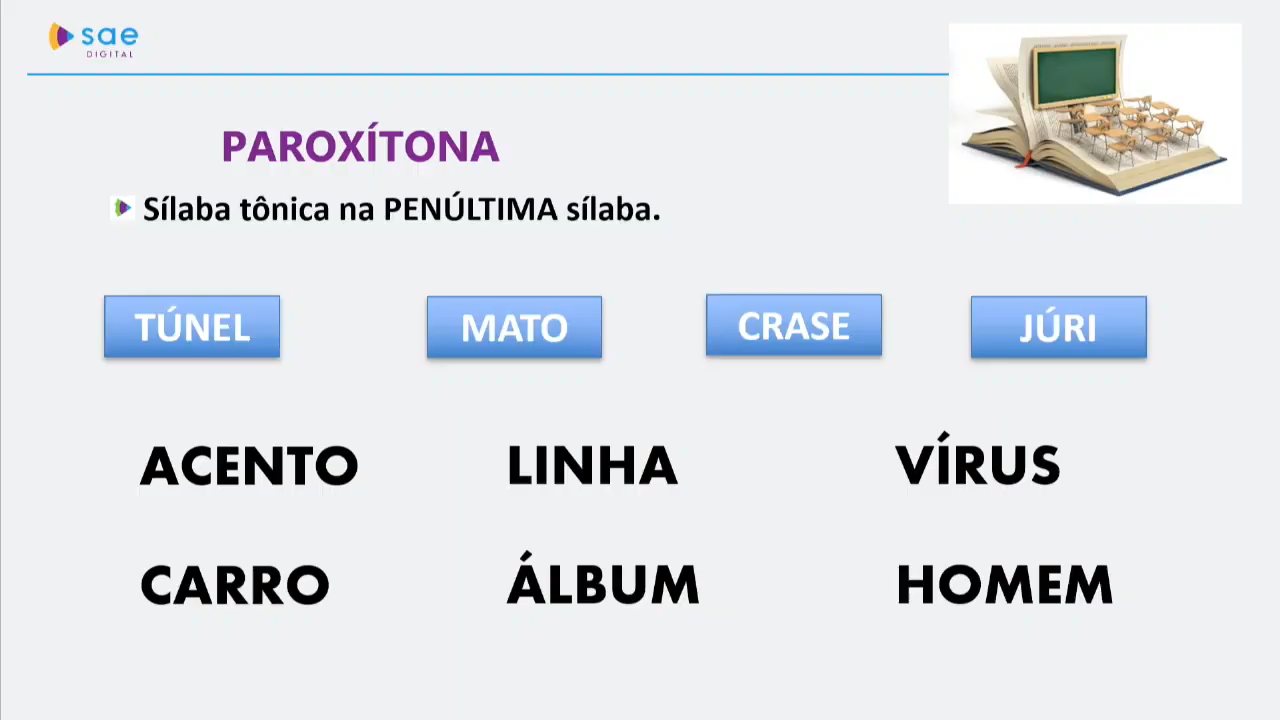 sae
DIGITAL
PAROXÍTONA
Sílaba tônica na PENÚLTIMA sílaba.
TÚNEL MATO CRASE JÚRI
ACENTO LINHA VÍRUS
CARRO ÁLBUM HOMEM